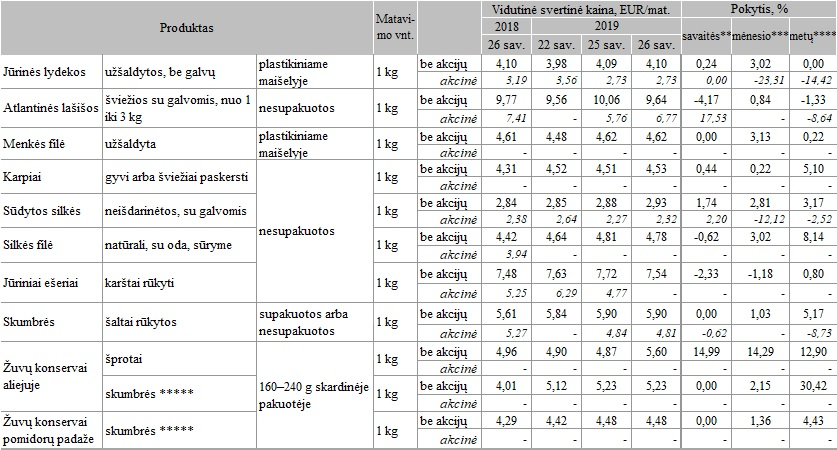 Produktas Matavimo vnt. Vidutinė svertinė kaina, EUR/mat. Pokytis, %
2018 2019 savaitės** mėnesio*** metų****
26 sav. 22 sav. 25 sav. 26 sav.
Jūrinės lydekos užšaldytos, be galvų plastikiniame maišelyje 1 kg be akcijų 4,10 3,98 4,09 4,10 0,24 3,02 0,00
akcinė 3,19 3,56 2,73 2,73 0,00 -23,31 -14,42
Atlantinės lašišos šviežios su galvomis, nuo 1 iki 3 kg nesupakuotos 1 kg be akcijų 9,77 9,56 10,06 9,64 -4,17 0,84 -1,33
akcinė 7,41 - 5,76 6,77 17,53 - -8,64
Menkės filė užšaldyta plastikiniame maišelyje 1 kg be akcijų 4,61 4,48 4,62 4,62 0,00 3,13 0,22
akcinė - - - - - - -
Karpiai gyvi arba šviežiai paskersti nesupakuotos 1 kg be akcijų 4,31 4,52 4,51 4,53 0,44 0,22 5,10
akcinė - - - - - - -
Sūdytos silkės neišdarinėtos, su galvomis 1 kg be akcijų 2,84 2,85 2,88 2,93 1,74 2,81 3,17
akcinė 2,38 2,64 2,27 2,32 2,20 -12,12 -2,52
Silkės filė natūrali, su oda, sūryme 1 kg be akcijų 4,42 4,64 4,81 4,78 -0,62 3,02 8,14
akcinė 3,94 - - - - - -
Jūriniai ešeriai karštai rūkyti 1 kg be akcijų 7,48 7,63 7,72 7,54 -2,33 -1,18 0,80
akcinė 5,25 6,29 4,77 - - - -
Skumbrės šaltai rūkytos supakuotos arba nesupakuotos 1 kg be akcijų 5,61 5,84 5,90 5,90 0,00 1,03 5,17
akcinė 5,27 - 4,84 4,81 -0,62 - -8,73
Žuvų konservai aliejuje šprotai 160–240 g skardinėje pakuotėje 1 kg be akcijų 4,96 4,90 4,87 5,60 14,99 14,29 12,90
akcinė - - - - - - -
skumbrės ***** 1 kg be akcijų 4,01 5,12 5,23 5,23 0,00 2,15 30,42
akcinė - - - - - - -
Žuvų konservai pomidorų padaže skumbrės ***** 1 kg be akcijų 4,29 4,42 4,48 4,48 0,00 1,36 4,43
akcinė - - - - - - -